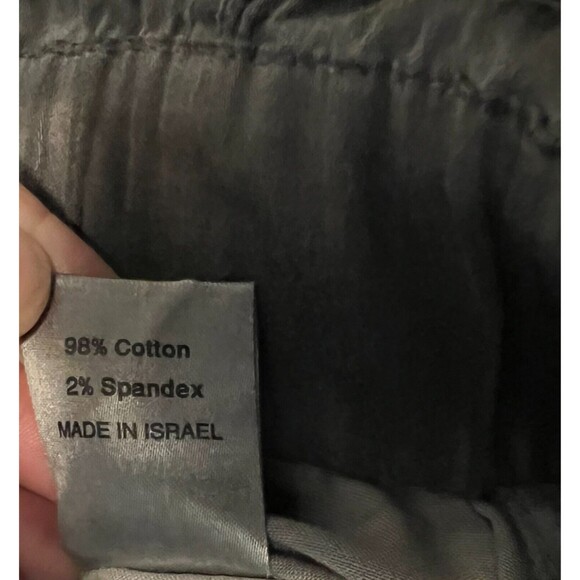 98% Cotton
2% Spandex
MADE IN ISRAEL